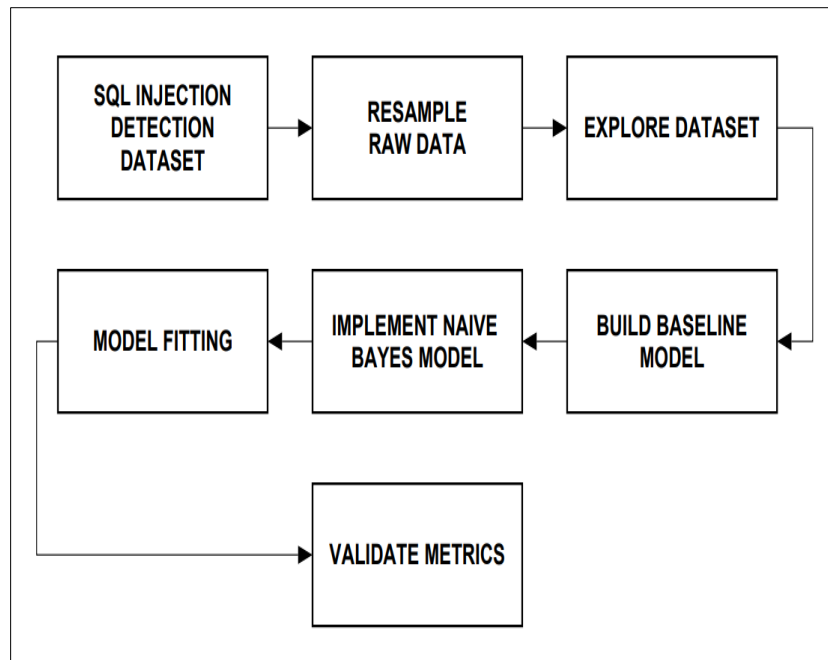 SQL INJECTION
DETECTION
DATASET
RESAMPLE
RAW DATA
EXPLORE DATASET
BUILD BASELINE
MODEL
IMPLEMENT NAIVE
BAYES MODEL
MODEL FITTING
VALIDATE METRICS